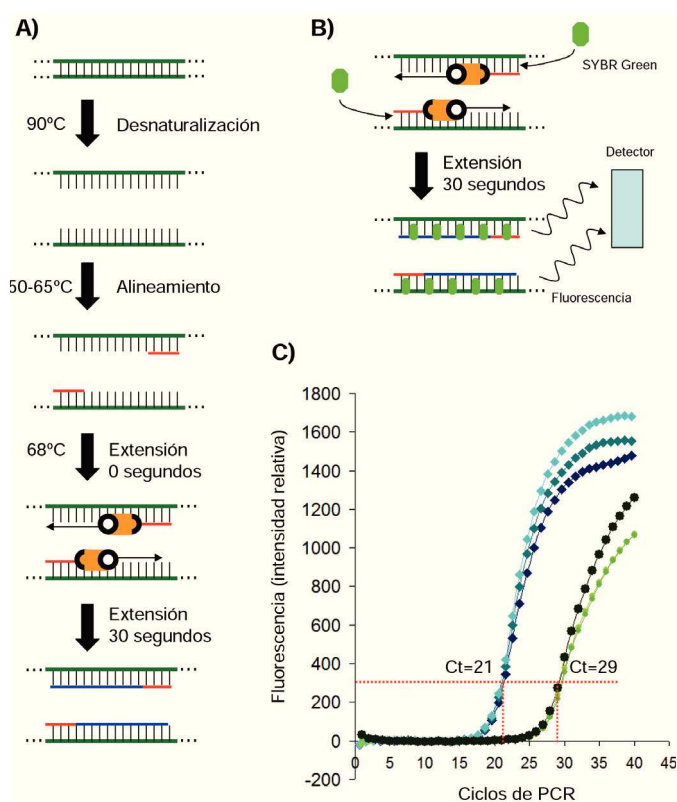 A)
90ºC
Desnaturalización
50-65ºC
Alineamiento
68ºC
Extensión
0 segundos
Extensión
30 segundos
B)
SYBR Green
Extensión
30 segundos
Detector
Fluorescencia
C)
Fluorescencia (intensidad relativa)
1800
1600
1400
1200
1000
800
600
400
200
0
-200
Ct=21
Ct=29
0 5 10 15 20 25 30 35 40 45
Ciclos de PCR